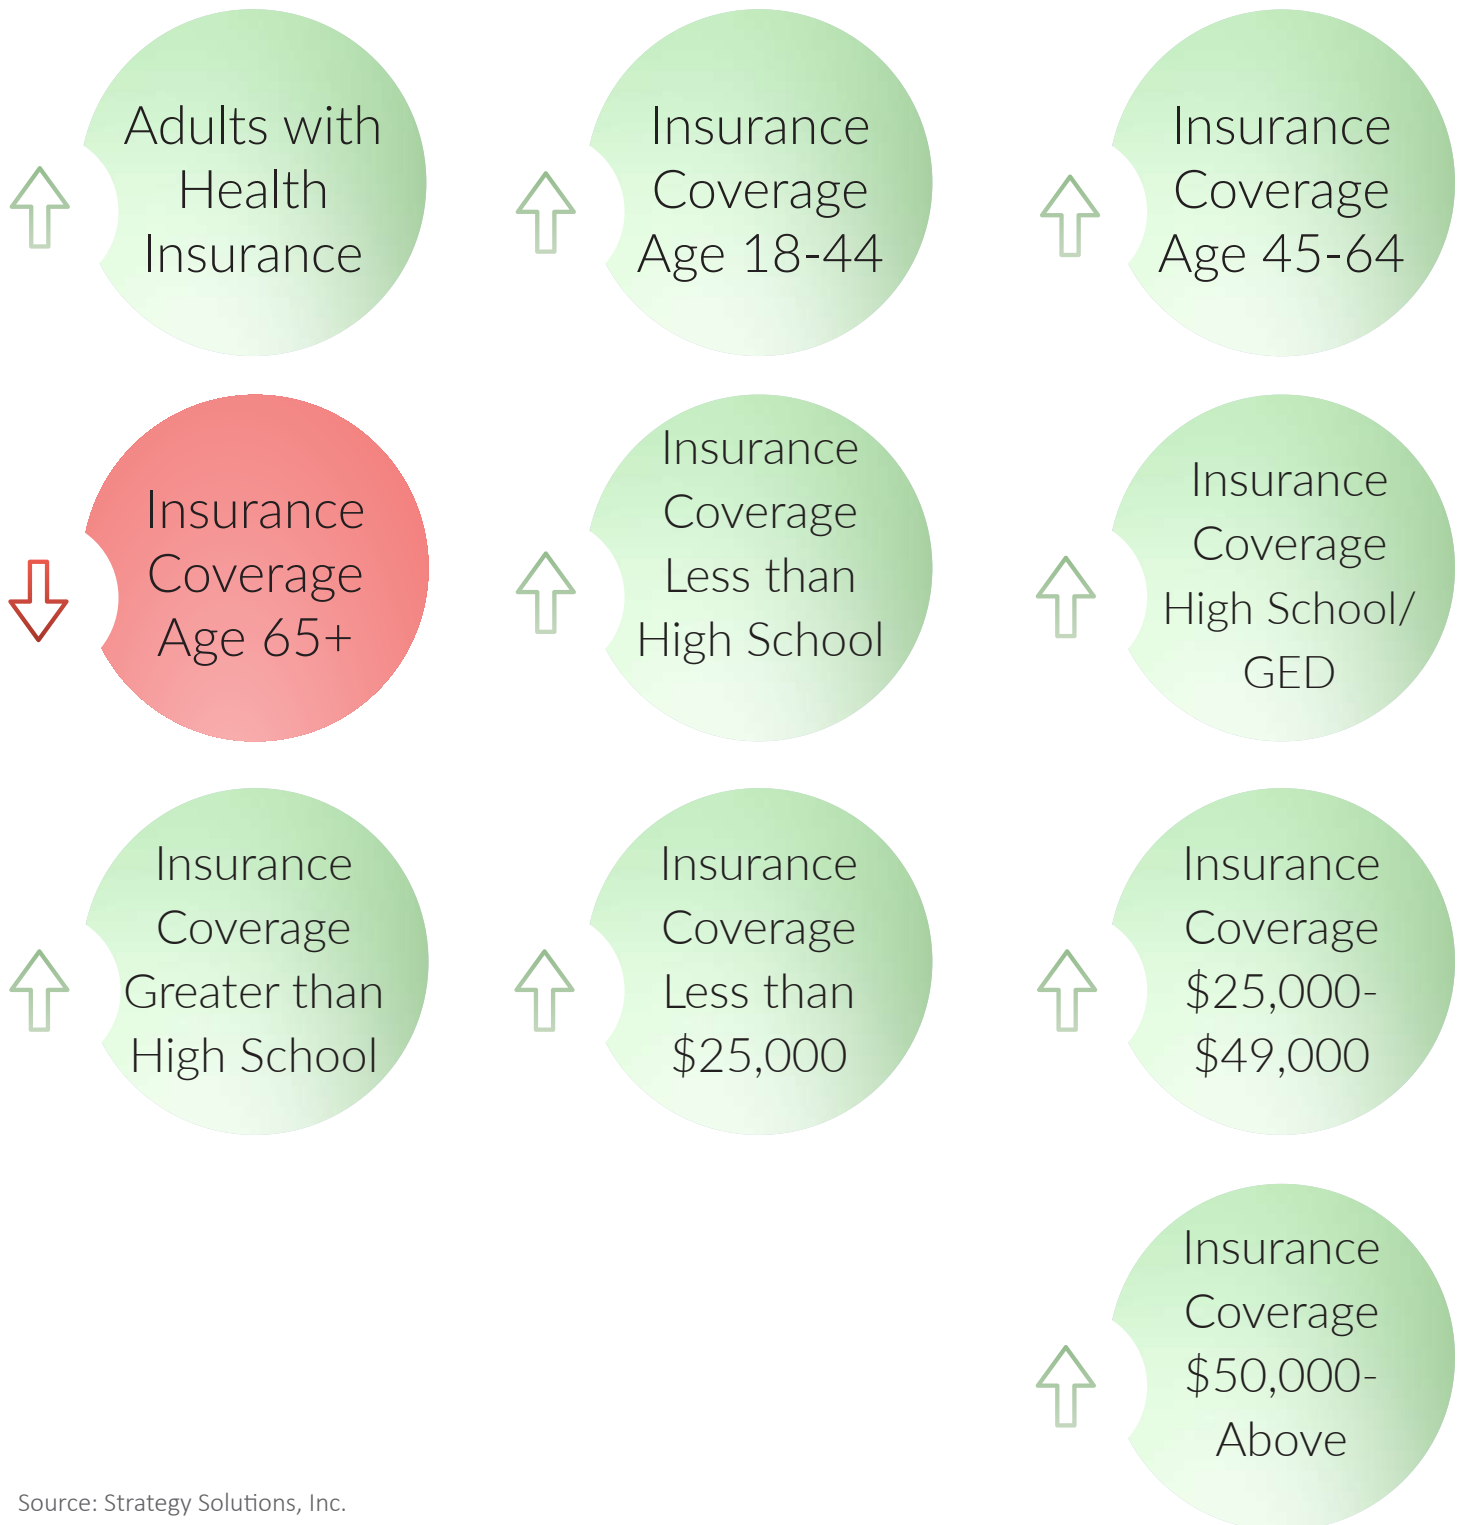 Adults with
Health
Insurance
Insurance
Coverage
Age 18-44
Insurance
Coverage
Age 45-64
Insurance
Coverage
Age 65+
Insurance
Coverage
Less than
High School
Insurance
Coverage
High School/
GED
Insurance
Coverage
Greater than
High School
Insurance
Coverage
Less than
$25,000
Insurance
Coverage
$25,000-
$49,000
Insurance
Coverage
$50,000-
Above
Source: Strategy Solutions, Inc.